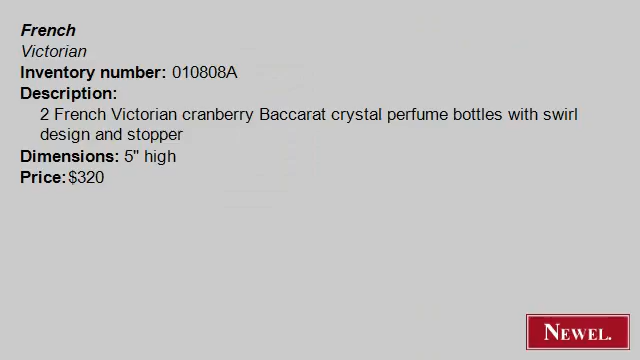 French
Victorian
Inventory number: 010808A
Description:
2 French Victorian cranberry Baccarat crystal perfume bottles with swirl
design and stopper
Dimensions: 5" high
Price:$320
NEWEL.